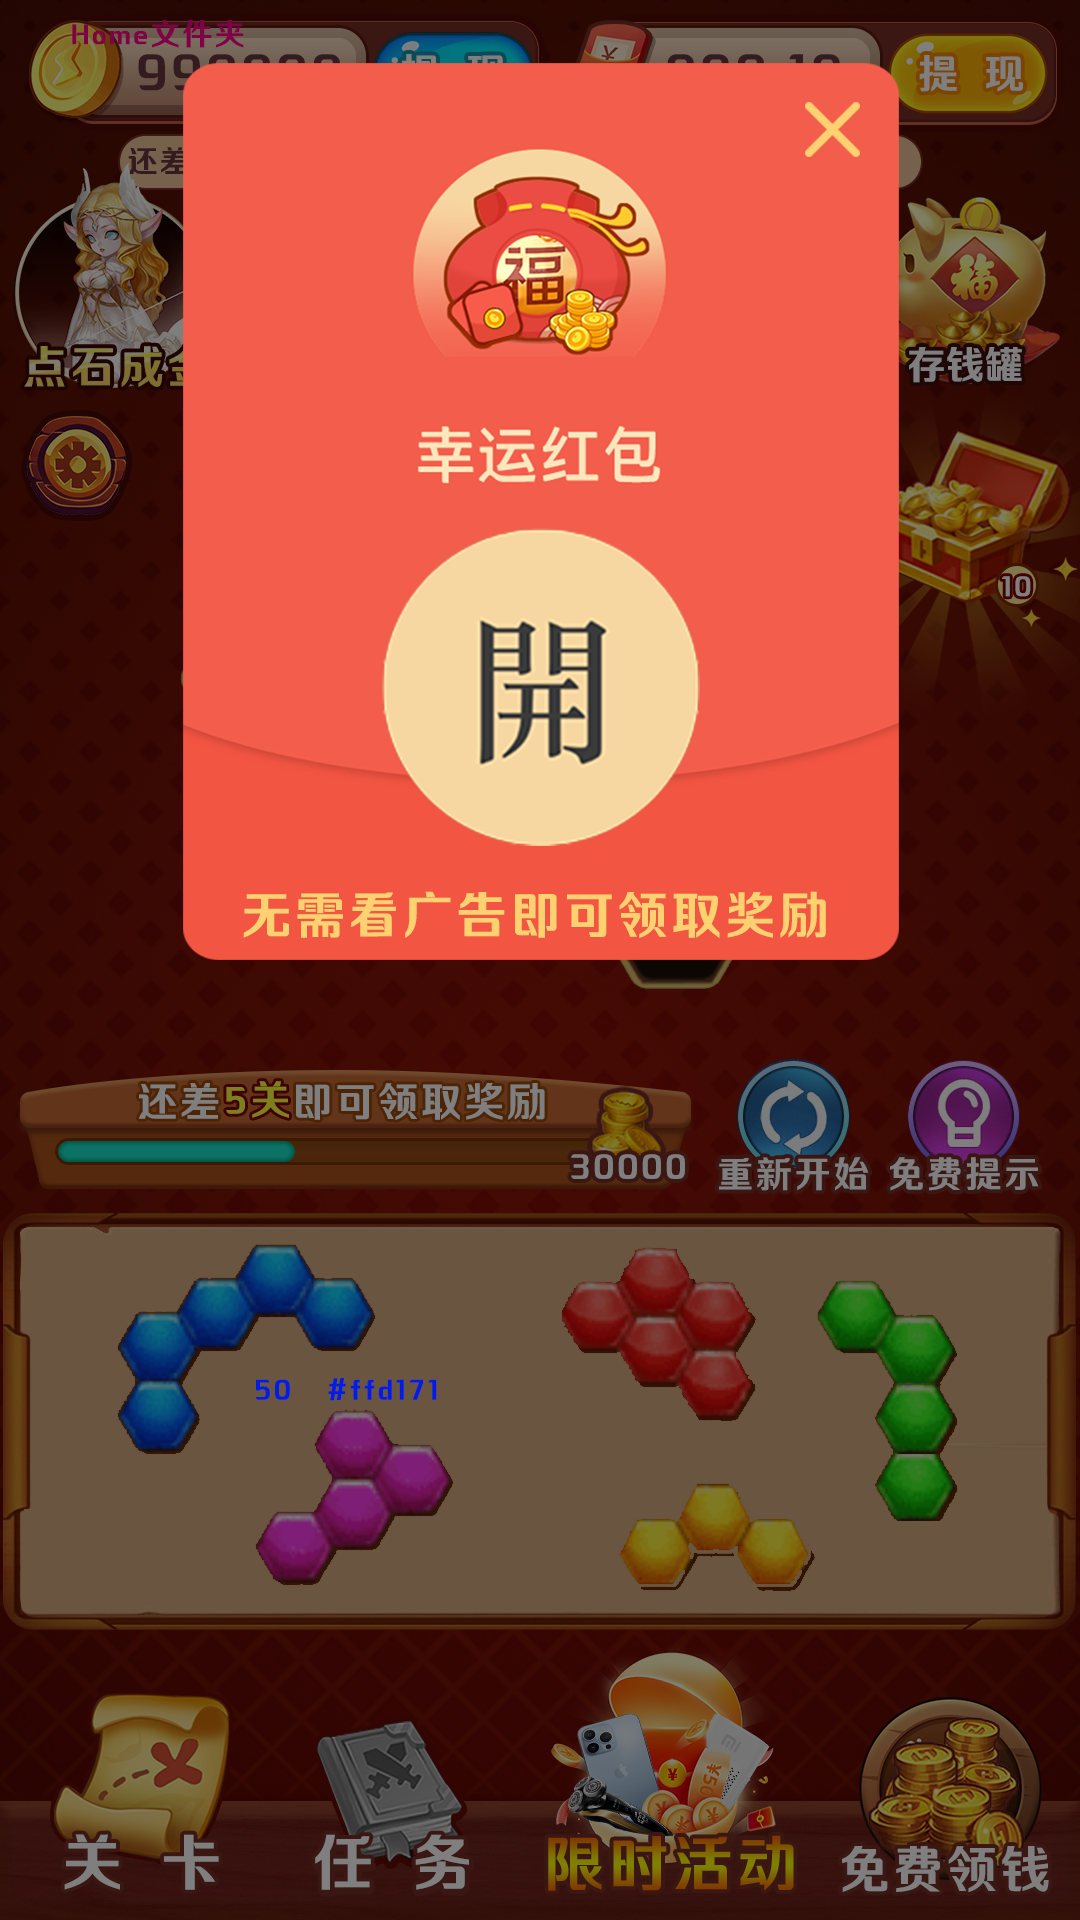 Home文件夹
提 现
还差
福
点石成金
福
存钱罐
幸运红包
10
開
无需看广告即可领取奖励
还差5关即可领取奖励
30000
重新开始
免费提示
50 #ffd171
关 卡
任 务
限时活动
免费领钱